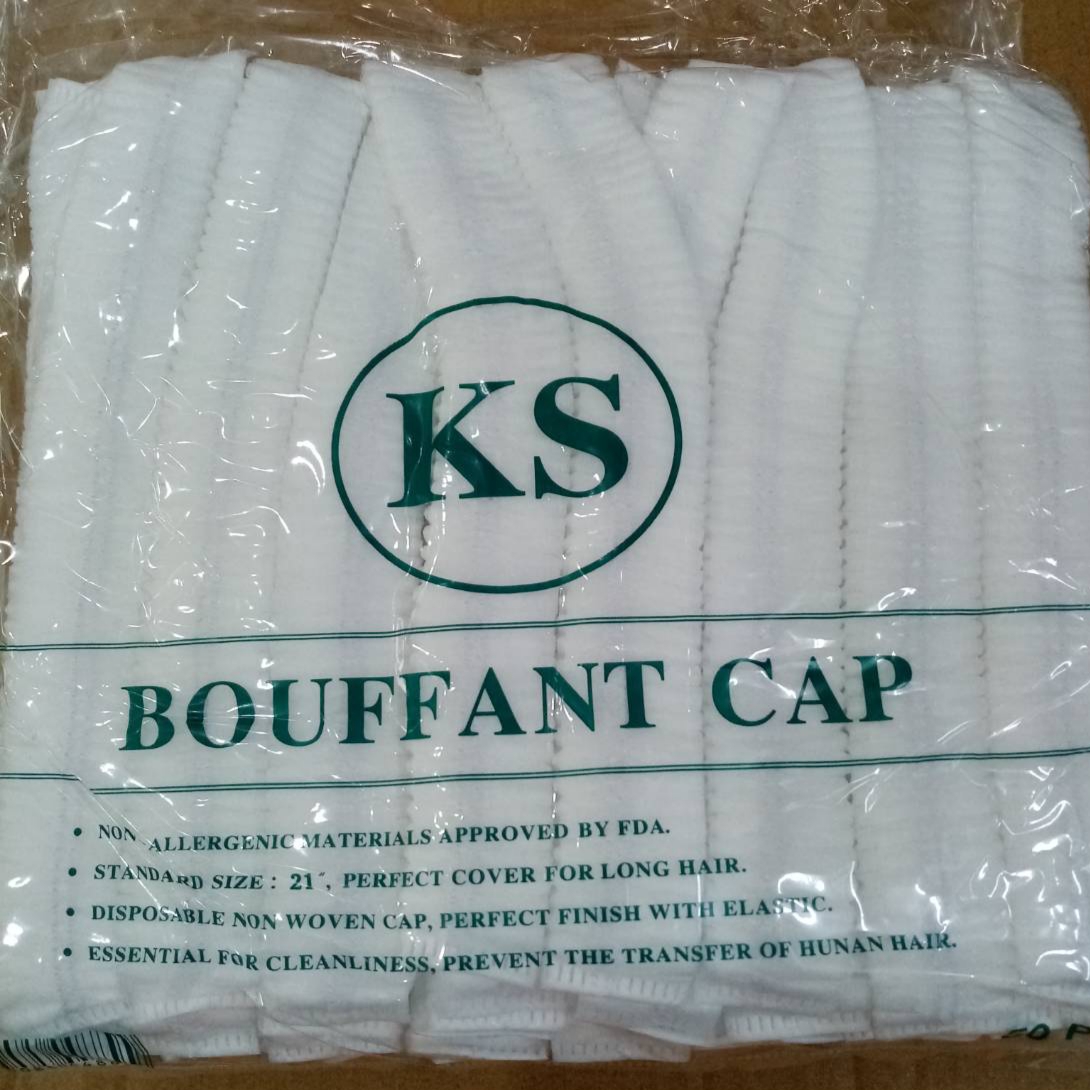 KS
BOUFFANT CAP
• NON ALLERGENIC MATERIALS APPROVED BY FDA.
• STANDARD SIZE : 21", PERFECT COVER FOR LONG HAIR.
• DISPOSABLE NON WOVEN CAP, PERFECT FINISH WITH ELASTIC.
• ESSENTIAL FOR CLEANLINESS, PREVENT THE TRANSFER OF HUNAN HAIR.